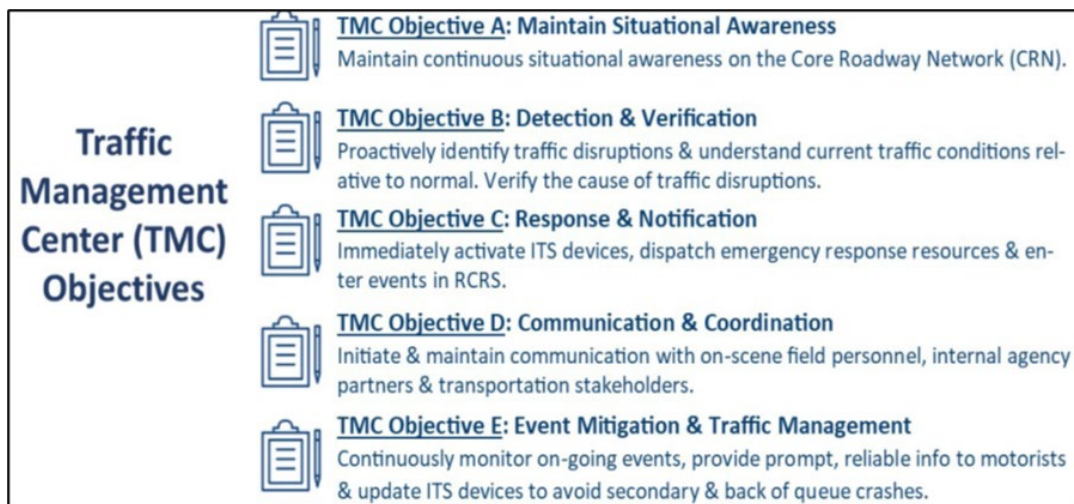 Traffic
Management
Center (TMC)
Objectives
TMC Objective A: Maintain Situational Awareness
Maintain continuous situational awareness on the Core Roadway Network (CRN).
TMC Objective B: Detection & Verification
Proactively identify traffic disruptions & understand current traffic conditions rel-
ative to normal. Verify the cause of traffic disruptions.
TMC Objective C: Response & Notification
Immediately activate ITS devices, dispatch emergency response resources & en-
ter events in RCRS.
TMC Objective D: Communication & Coordination
Initiate & maintain communication with on-scene field personnel, internal agency
partners & transportation stakeholders.
TMC Objective E: Event Mitigation & Traffic Management
Continuously monitor on-going events, provide prompt, reliable info to motorists
& update ITS devices to avoid secondary & back of queue crashes.